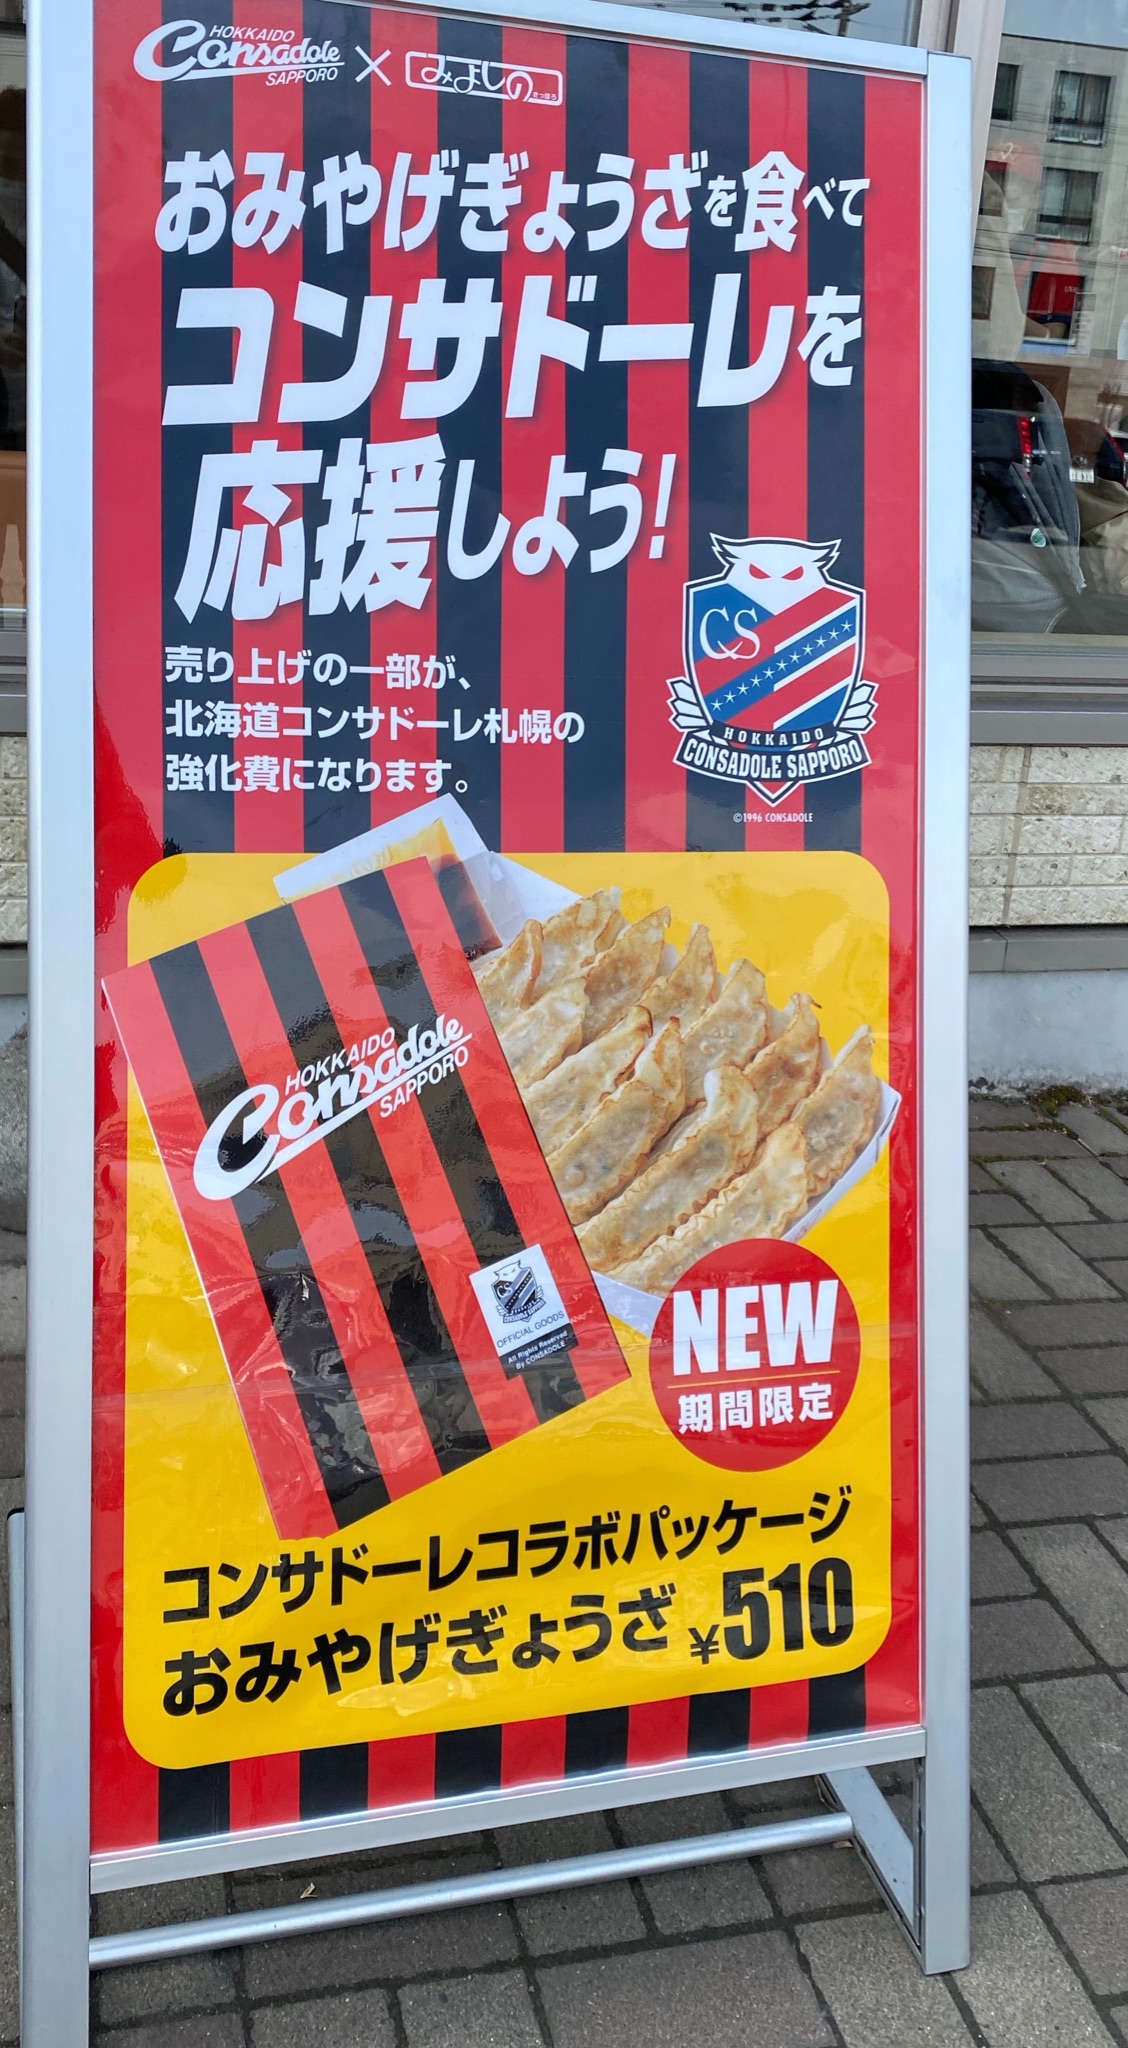 HOKKAIDO
Consadole
SAPPORO
×
みよしの
さっぽろ
おみやげぎょうざを食べて
コンサドーレを
応援しよう!
売り上げの一部が、
北海道コンサドーレ札幌の
強化費になります。
CS
HOKKAIDO
CONSADOLE SAPPORO
©1996 CONSADOLE
HOKKAIDO
Consadole
SAPPORO
CS
CONSADOLE SAPPORO
OFFICIAL GOODS
All Rights Reserved
By CONSADOLE
NEW
期間限定
コンサドーレコラボパッケージ
おみやげぎょうざ ¥510